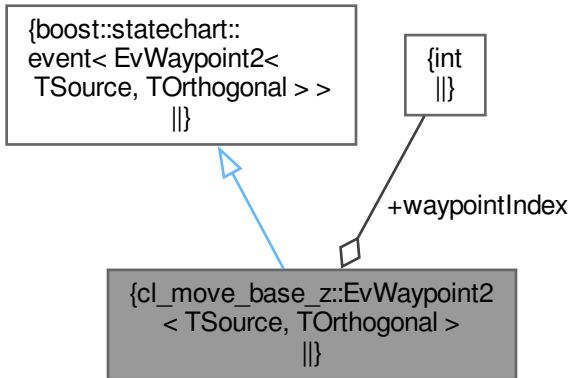 {boost::statechart::
event< EvWaypoint2<
TSource, TOrthogonal > >
||}
{int
||}
+waypointIndex
{cl_move_base_z::EvWaypoint2
< TSource, TOrthogonal >
||}